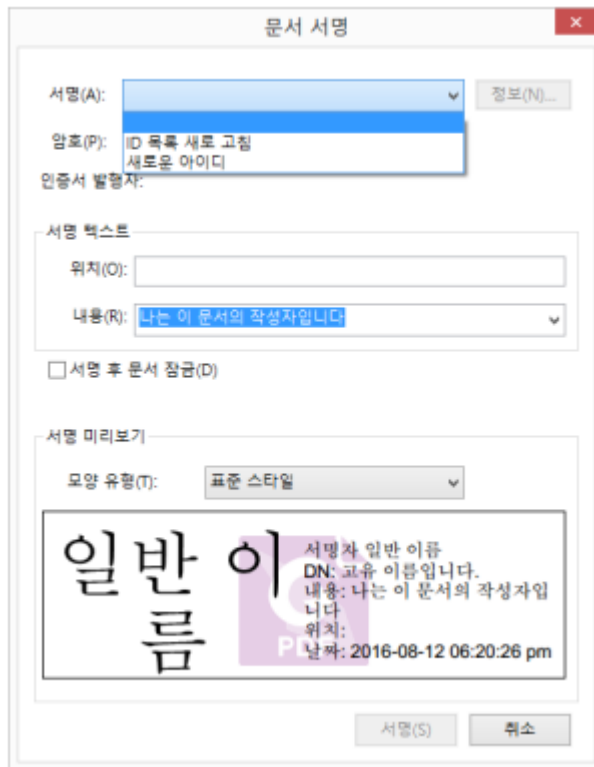 문서 서명
서명(A):
정보(N)...
암호(P):
ID 목록 새로 고침
새로운 아이디
인증서 발행자:
서명 텍스트
위치(O):
내용(R): 나는 이 문서의 작성자입니다
서명 후 문서 잠금(D)
서명 미리보기
모양 유형(T): 표준 스타일
일반 이
름
서명자 일반 이름
DN: 고유 이름입니다.
내용: 나는 이 문서의 작성자입
니다
위치:
날짜: 2016-08-12 06:20:26 pm
PDF
서명(S) 취소